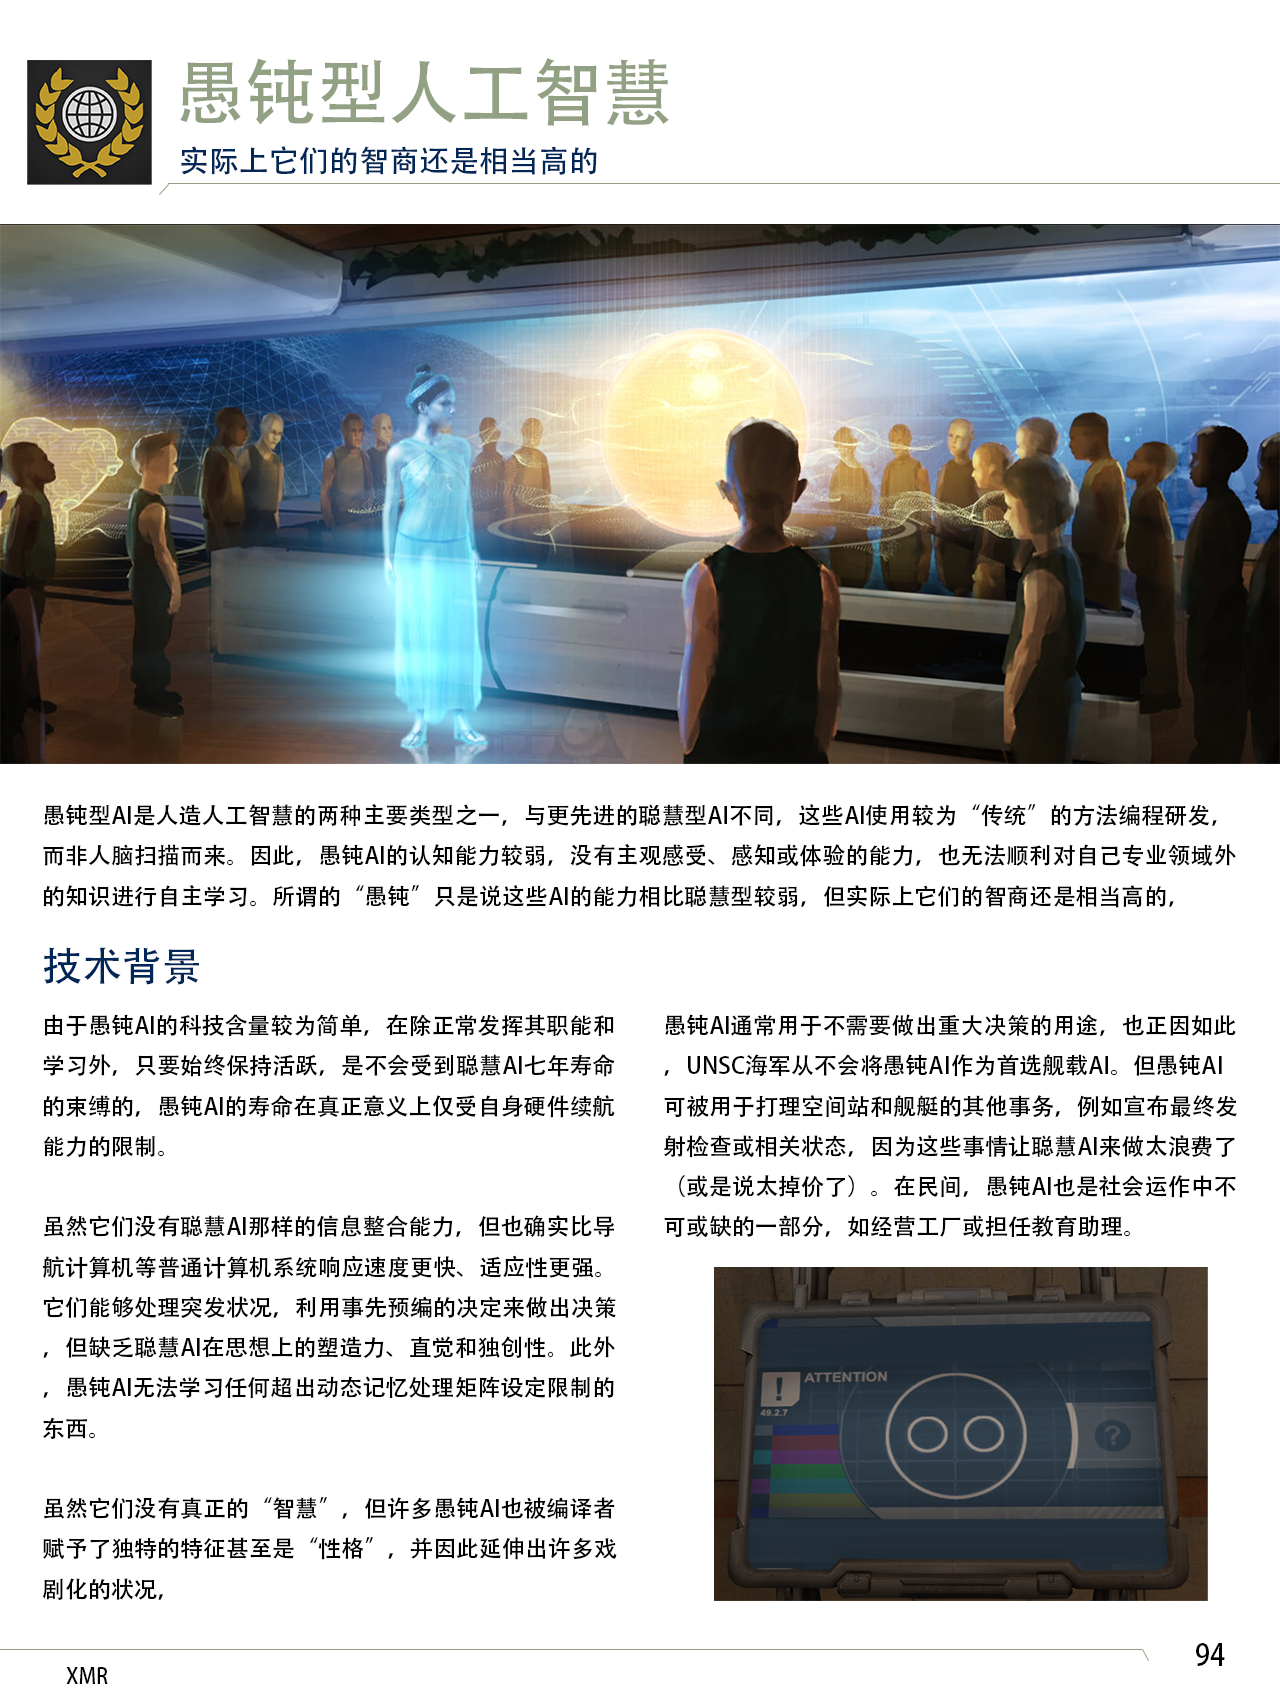 愚钝型人工智慧
实际上它们的智商还是相当高的
愚钝型AI是人造人工智慧的两种主要类型之一，与更先进的聪慧型AI不同，这些AI使用较为“传统”的方法编程研发，
而非人脑扫描而来。因此，愚钝AI的认知能力较弱，没有主观感受、感知或体验的能力，也无法顺利对自己专业领域外
的知识进行自主学习。所谓的“愚钝”只是说这些AI的能力相比聪慧型较弱，但实际上它们的智商还是相当高的，
技术背景
由于愚钝AI的科技含量较为简单，在除正常发挥其职能和
学习外，只要始终保持活跃，是不会受到聪慧AI七年寿命
的束缚的，愚钝AI的寿命在真正意义上仅受自身硬件续航
能力的限制。
虽然它们没有聪慧AI那样的信息整合能力，但也确实比导
航计算机等普通计算机系统响应速度更快、适应性更强。
它们能够处理突发状况，利用事先预编的决定来做出决策
，但缺乏聪慧AI在思想上的塑造力、直觉和独创性。此外
，愚钝AI无法学习任何超出动态记忆处理矩阵设定限制的
东西。
虽然它们没有真正的“智慧”，但许多愚钝AI也被编译者
赋予了独特的特征甚至是“性格”，并因此延伸出许多戏
剧化的状况，
愚钝AI通常用于不需要做出重大决策的用途，也正因如此
，UNSC海军从不会将愚钝AI作为首选舰载AI。但愚钝AI
可被用于打理空间站和舰艇的其他事务，例如宣布最终发
射检查或相关状态，因为这些事情让聪慧AI来做太浪费了
（或是说太掉价了）。在民间，愚钝AI也是社会运作中不
可或缺的一部分，如经营工厂或担任教育助理。
!
ATTENTION
49.2.7
?
94
XMR